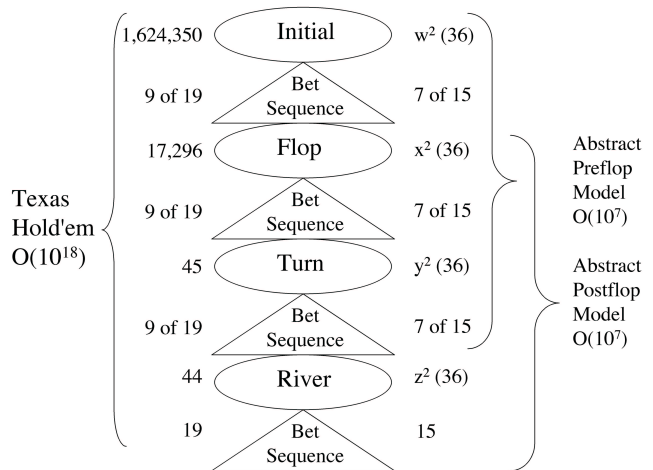 1,624,350 Initial w² (36)
9 of 19 Bet 7 of 15
Sequence
17,296 Flop x² (36)
9 of 19 Bet 7 of 15
Sequence
45 Turn y² (36)
9 of 19 Bet 7 of 15
Sequence
44 River z² (36)
19 Bet 15
Sequence
Texas
Hold'em
O(10¹⁸)
Abstract
Preflop
Model
O(10⁷)
Abstract
Postflop
Model
O(10⁷)